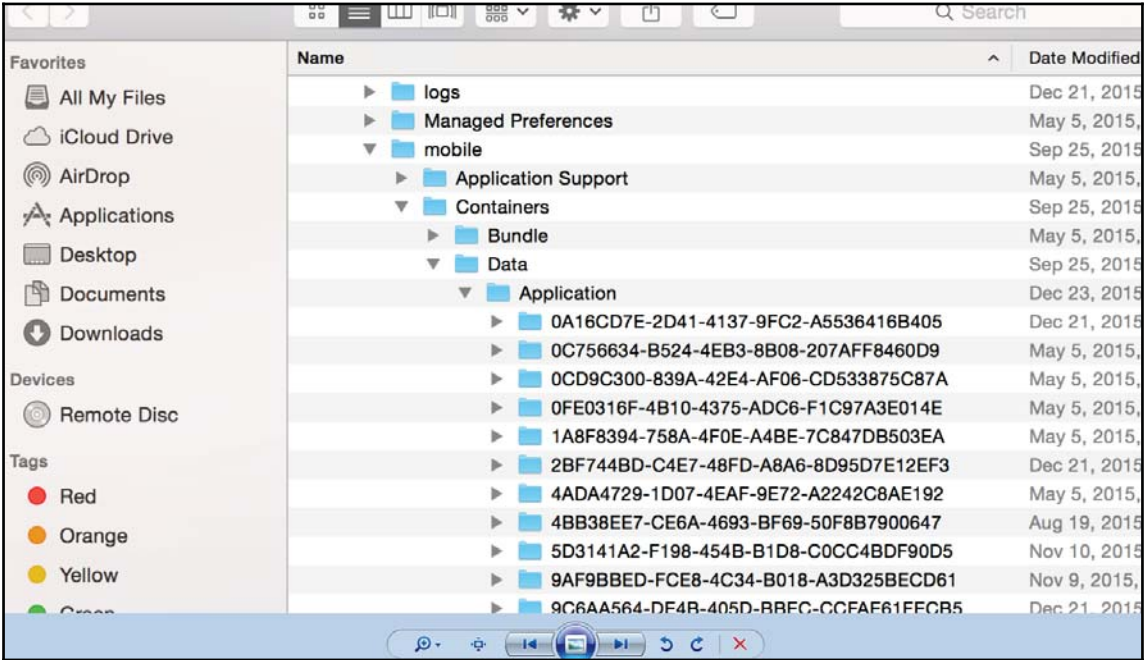 Search
Favorites
All My Files
iCloud Drive
AirDrop
Applications
Desktop
Documents
Downloads
Devices
Remote Disc
Tags
Red
Orange
Yellow
Green
Name Date Modified
logs Dec 21, 2015
Managed Preferences May 5, 2015,
mobile Sep 25, 2015
Application Support May 5, 2015,
Containers Sep 25, 2015
Bundle May 5, 2015,
Data Sep 25, 2015
Application Dec 23, 2015
0A16CD7E-2D41-4137-9FC2-A5536416B405 Dec 21, 2015
0C756634-B524-4EB3-8B08-207AFF8460D9 May 5, 2015,
0CD9C300-839A-42E4-AF06-CD533875C87A May 5, 2015,
0FE0316F-4B10-4375-ADC6-F1C97A3E014E May 5, 2015,
1A8F8394-758A-4F0E-A4BE-7C847DB503EA May 5, 2015,
2BF744BD-C4E7-48FD-A8A6-8D95D7E12EF3 Dec 21, 2015
4ADA4729-1D07-4EAF-9E72-A2242C8AE192 May 5, 2015,
4BB38EE7-CE6A-4693-BF69-50F8B7900647 Aug 19, 2015
5D3141A2-F198-454B-B1D8-C0CC4BDF90D5 Nov 10, 2015
9AF9BBED-FCE8-4C34-B018-A3D325BECD61 Nov 9, 2015,
9C6AA564-DE4B-405D-BBEC-CCFAE61FECB5 Dec 21, 2015